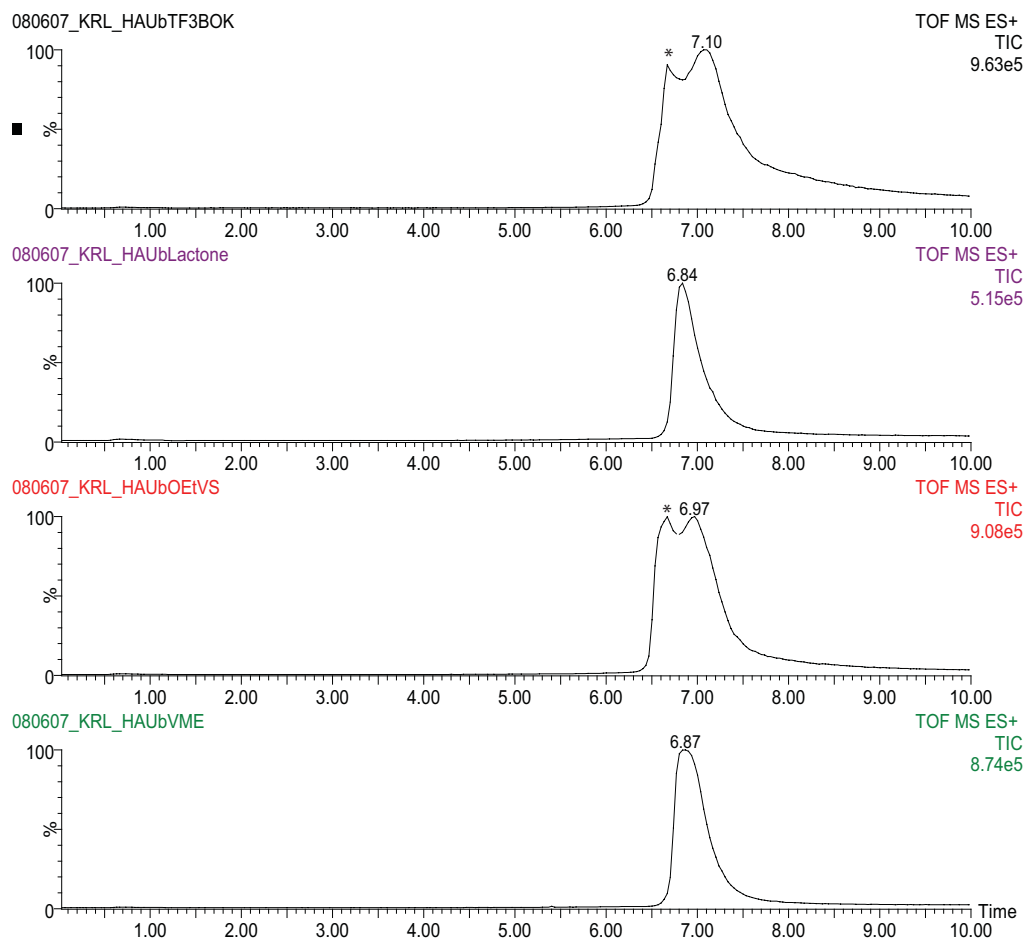 080607_KRL_HAUbTF3BOK
TOF MS ES+
TIC
9.63e5
100
%
0
*
7.10
1.00 2.00 3.00 4.00 5.00 6.00 7.00 8.00 9.00 10.00
080607_KRL_HAUbLactone
TOF MS ES+
TIC
5.15e5
100
%
0
6.84
1.00 2.00 3.00 4.00 5.00 6.00 7.00 8.00 9.00 10.00
080607_KRL_HAUbOEtVS
TOF MS ES+
TIC
9.08e5
100
%
0
* 6.97
1.00 2.00 3.00 4.00 5.00 6.00 7.00 8.00 9.00 10.00
080607_KRL_HAUbVME
TOF MS ES+
TIC
8.74e5
100
%
0
6.87
Time
1.00 2.00 3.00 4.00 5.00 6.00 7.00 8.00 9.00 10.00